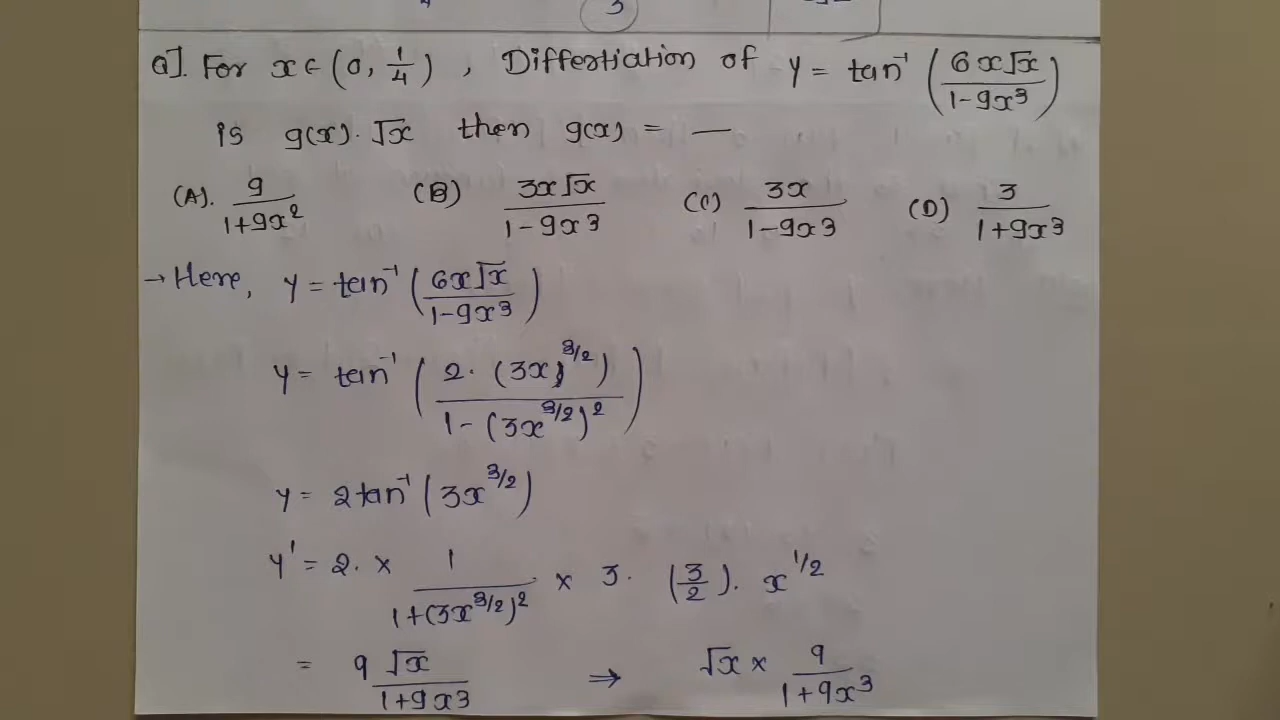 3
Q]. For x ∈ (0, 1/4), Differtiation of y = tan⁻¹ (6x√x / 1-9x³)
is g(x). √x then g(x) = —
(A). 9 / 1+9x² (B) 3x√x / 1-9x³ (C) 3x / 1-9x³ (D) 3 / 1+9x³
→ Here, y = tan⁻¹ (6x√x / 1-9x³)
y = tan⁻¹ (2. (3x)^3/2) / 1-(3x^3/2)²)
y = 2tan⁻¹ (3x^3/2)
y' = 2. × 1 / 1+(3x^3/2)² × 3. (3/2). x^1/2
= 9 √x / 1+9x³ ⇒ √x × 9 / 1+9x³